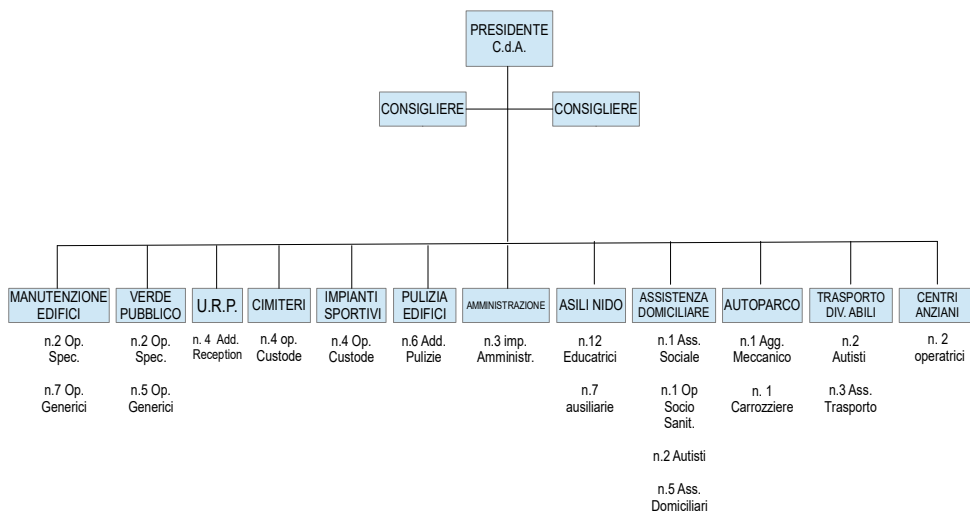 PRESIDENTE
C.d.A.
CONSIGLIERE
CONSIGLIERE
MANUTENZIONE
EDIFICI
n.2 Op.
Spec.
n.7 Op.
Generici
VERDE
PUBBLICO
n.2 Op.
Spec.
n.5 Op.
Generici
U.R.P.
n. 4 Add.
Reception
CIMITERI
n.4 op.
Custode
IMPIANTI
SPORTIVI
n.4 Op.
Custode
PULIZIA
EDIFICI
n.6 Add.
Pulizie
AMMINISTRAZIONE
n.3 imp.
Amministr.
ASILI NIDO
n.12
Educatrici
n.7
ausiliarie
ASSISTENZA
DOMICILIARE
n.1 Ass.
Sociale
n.1 Op
Socio
Sanit.
n.2 Autisti
n.5 Ass.
Domiciliari
AUTOPARCO
n.1 Agg.
Meccanico
n. 1
Carrozziere
TRASPORTO
DIV. ABILI
n.2
Autisti
n.3 Ass.
Trasporto
CENTRI
ANZIANI
n. 2
operatrici